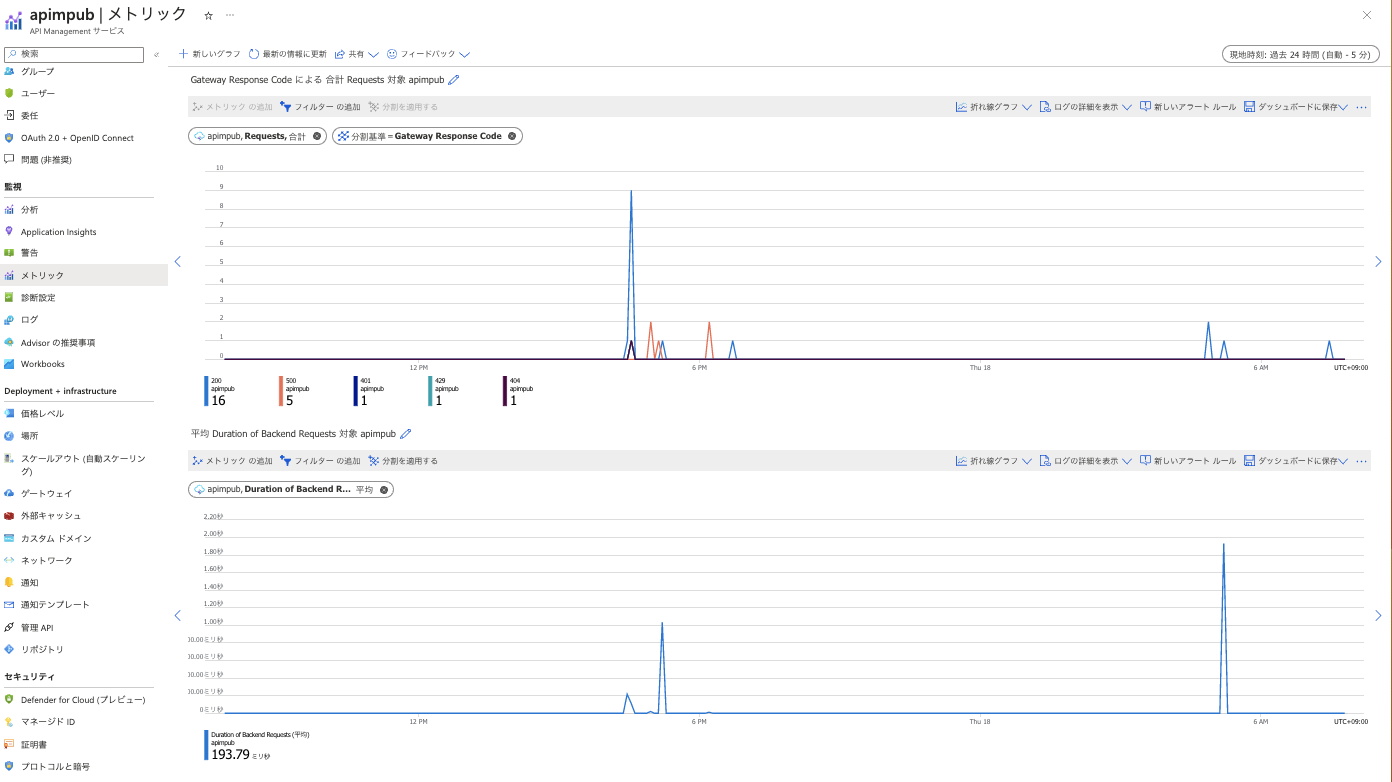 apimpub | メトリック
API Management サービス
検索
グループ
ユーザー
委任
OAuth 2.0 + OpenID Connect
問題 (非推奨)
監視
分析
Application Insights
警告
メトリック
診断設定
ログ
Advisor の推奨事項
Workbooks
Deployment + infrastructure
価格レベル
場所
スケールアウト (自動スケーリン
グ)
ゲートウェイ
外部キャッシュ
カスタム ドメイン
ネットワーク
通知
通知テンプレート
管理 API
リポジトリ
セキュリティ
Defender for Cloud (プレビュー)
マネージド ID
証明書
プロトコルと暗号
新しいグラフ 最新の情報に更新 共有 フィードバック
現地時刻: 過去 24 時間 (自動 - 5 分)
Gateway Response Code による 合計 Requests 対象 apimpub
メトリック の追加 フィルター の追加 分割を適用する 折れ線グラフ ログの詳細を表示 新しいアラート ルール ダッシュボードに保存
apimpub, Requests, 合計 分割基準 = Gateway Response Code
10
9
8
7
6
5
4
3
2
1
0
12 PM 6 PM Thu 18 6 AM UTC+09:00
200 500 401 429 404
apimpub apimpub apimpub apimpub apimpub
16 5 1 1 1
平均 Duration of Backend Requests 対象 apimpub
メトリック の追加 フィルター の追加 分割を適用する 折れ線グラフ ログの詳細を表示 新しいアラート ルール ダッシュボードに保存
apimpub, Duration of Backend R... 平均
2.20秒
2.00秒
1.80秒
1.60秒
1.40秒
1.20秒
1.00秒
00.00ミリ秒
00.00ミリ秒
00.00ミリ秒
00.00ミリ秒
0ミリ秒
12 PM 6 PM Thu 18 6 AM UTC+09:00
Duration of Backend Requests (平均)
apimpub
193.79 ミリ秒